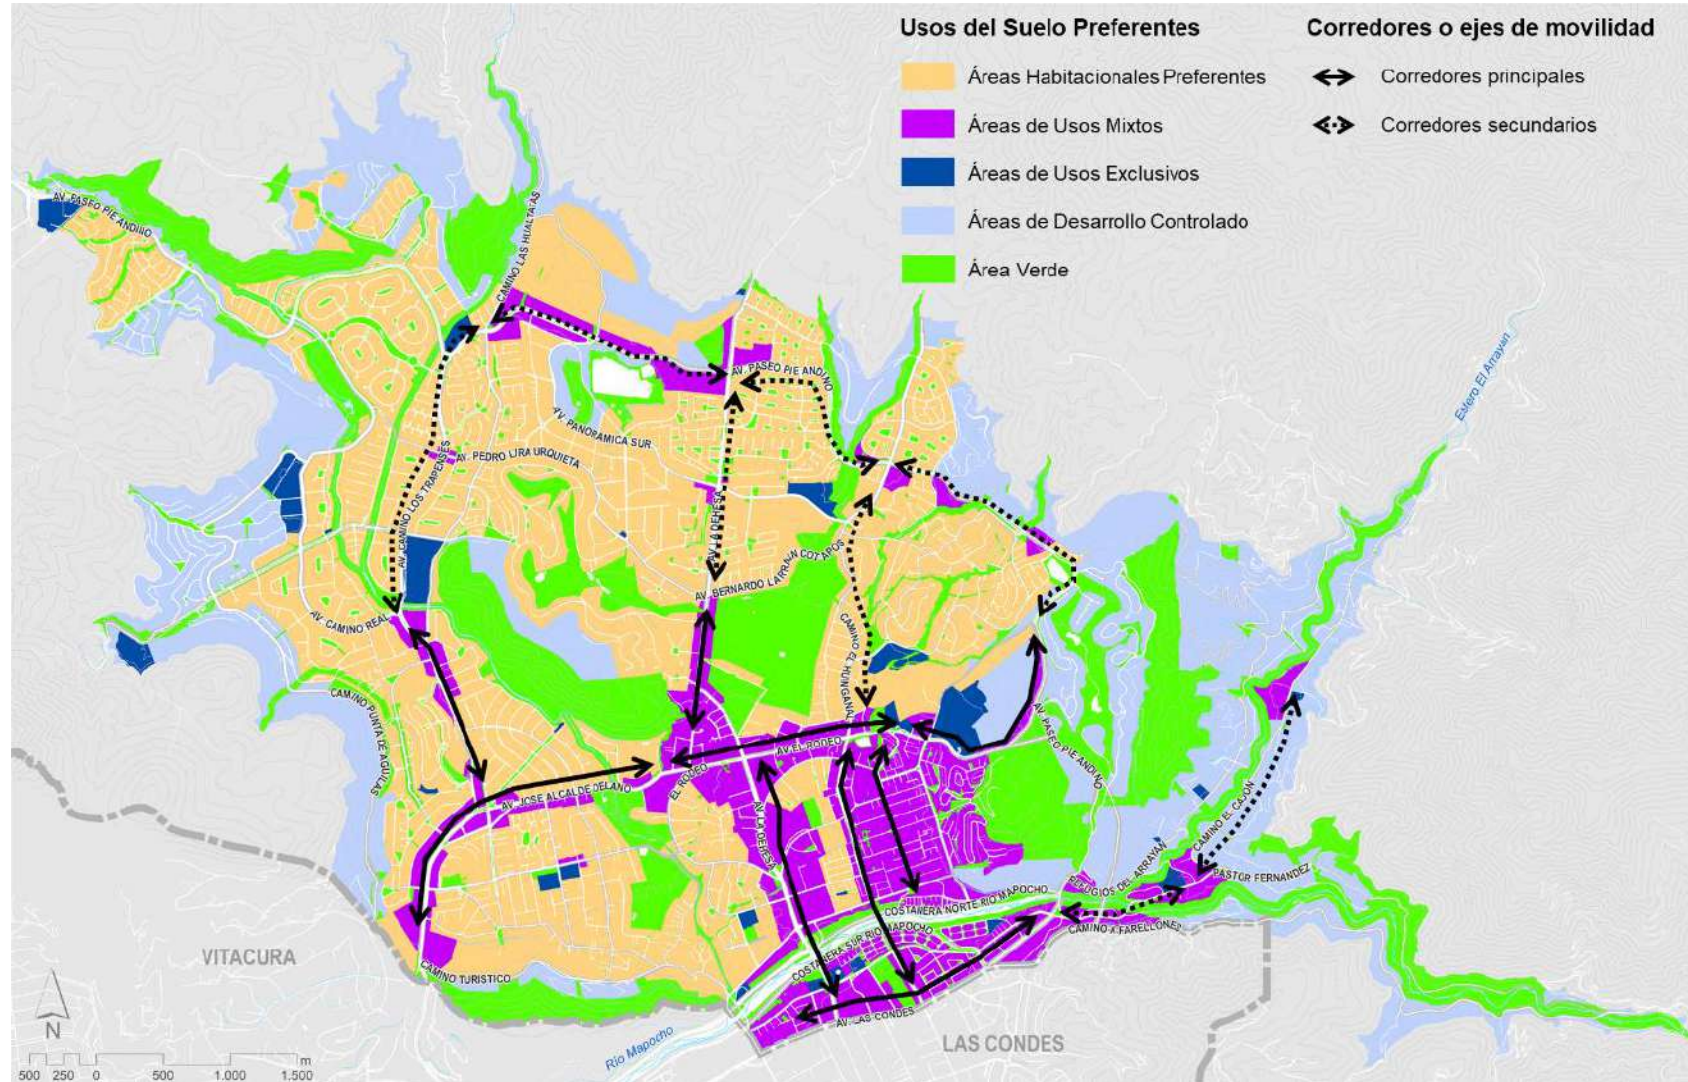 Usos del Suelo Preferentes
Áreas Habitacionales Preferentes
Áreas de Usos Mixtos
Áreas de Usos Exclusivos
Áreas de Desarrollo Controlado
Área Verde
Corredores o ejes de movilidad
Corredores principales
Corredores secundarios
AV. PASEO PIE ANDINO
CAMINO LAS HUALTATAS
AV. PASEO PIE ANDINO
Estero El Arrayan
AV. PANORAMICA SUR
AV. PEDRO LIRA URQUIETA
AV. CAMINO LOS TRAPENSES
AV. LA DEHESA
AV. BERNARDO LARRAIN COTAPOS
AV. CAMINO REAL
CAMINO EL HUINGANAL
CAMINO PUNTA DE AGUILAS
AV. PASEO PIE ANDINO
AV. EL RODEO
EL RODEO
AV. JOSE ALCALDE DELANO
AV. LA DEHESA
CAMINO EL CAJON
REFUGIOS DEL ARRAYAN
PASTOR FERNANDEZ
COSTANERA NORTE RIO MAPOCHO
CAMINO A FARELLONES
COSTANERA SUR RIO MAPOCHO
VITACURA
CAMINO TURISTICO
AV. LAS CONDES
LAS CONDES
Río Mapocho
N
m
500 250 0 500 1.000 1.500